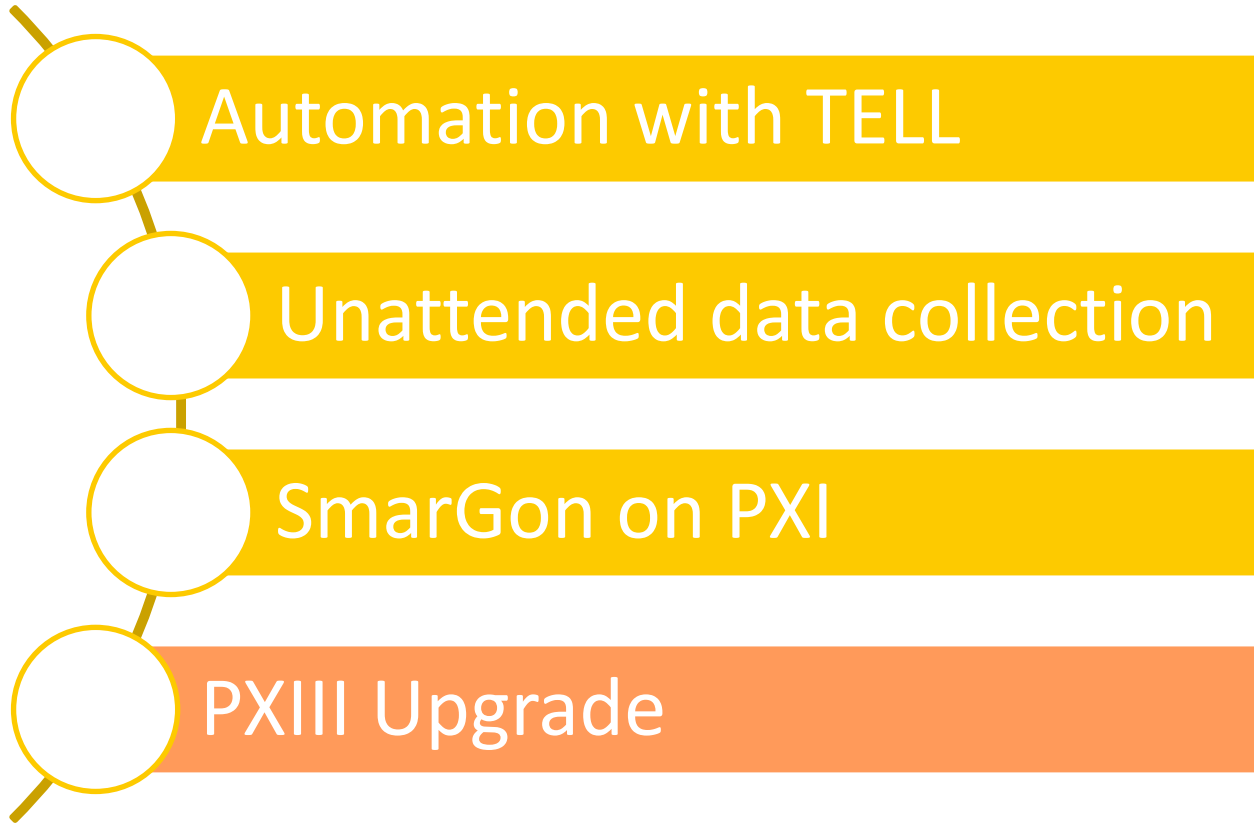 Automation with TELL
Unattended data collection
SmarGon on PXI
PXIII Upgrade